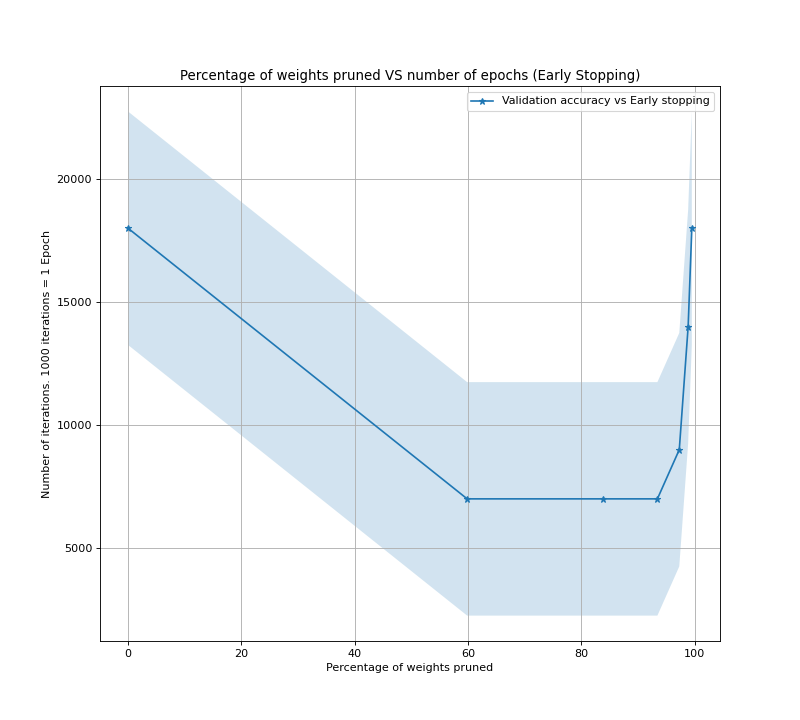 Percentage of weights pruned VS number of epochs (Early Stopping)
Validation accuracy vs Early stopping
20000
15000
10000
5000
Number of iterations. 1000 iterations = 1 Epoch
0 20 40 60 80 100
Percentage of weights pruned